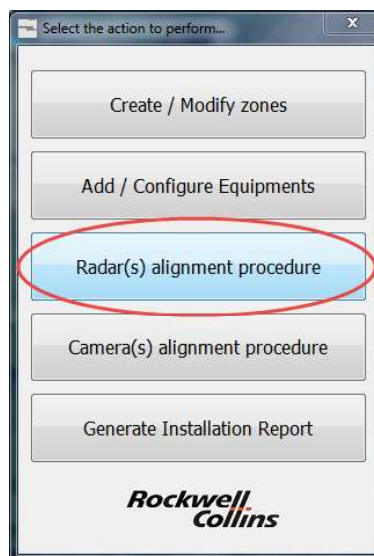 Select the action to perform...
x
Create / Modify zones
Add / Configure Equipments
Radar(s) alignment procedure
Camera(s) alignment procedure
Generate Installation Report
Rockwell
Collins